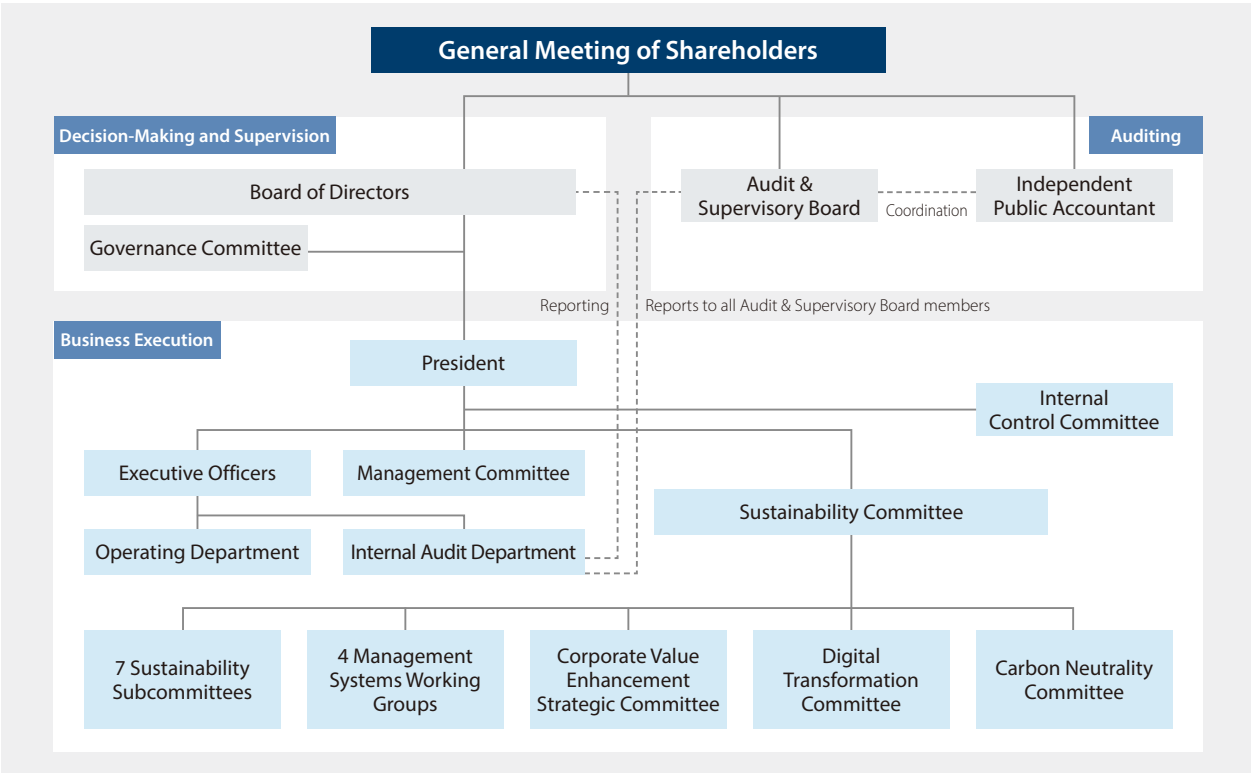 General Meeting of Shareholders
Decision-Making and Supervision
Auditing
Board of Directors
Audit &
Supervisory Board
Coordination
Independent
Public Accountant
Governance Committee
Reporting
Reports to all Audit & Supervisory Board members
Business Execution
President
Internal
Control Committee
Executive Officers
Management Committee
Sustainability Committee
Operating Department
Internal Audit Department
7 Sustainability
Subcommittees
4 Management
Systems Working
Groups
Corporate Value
Enhancement
Strategic Committee
Digital
Transformation
Committee
Carbon Neutrality
Committee